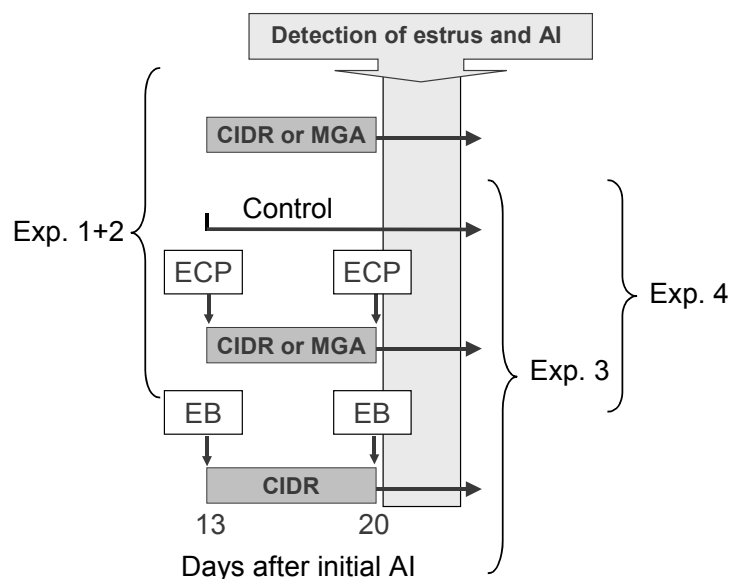 Detection of estrus and AI
CIDR or MGA
Control
Exp. 1+2
ECP ECP
Exp. 4
CIDR or MGA
Exp. 3
EB EB
CIDR
13 20
Days after initial AI